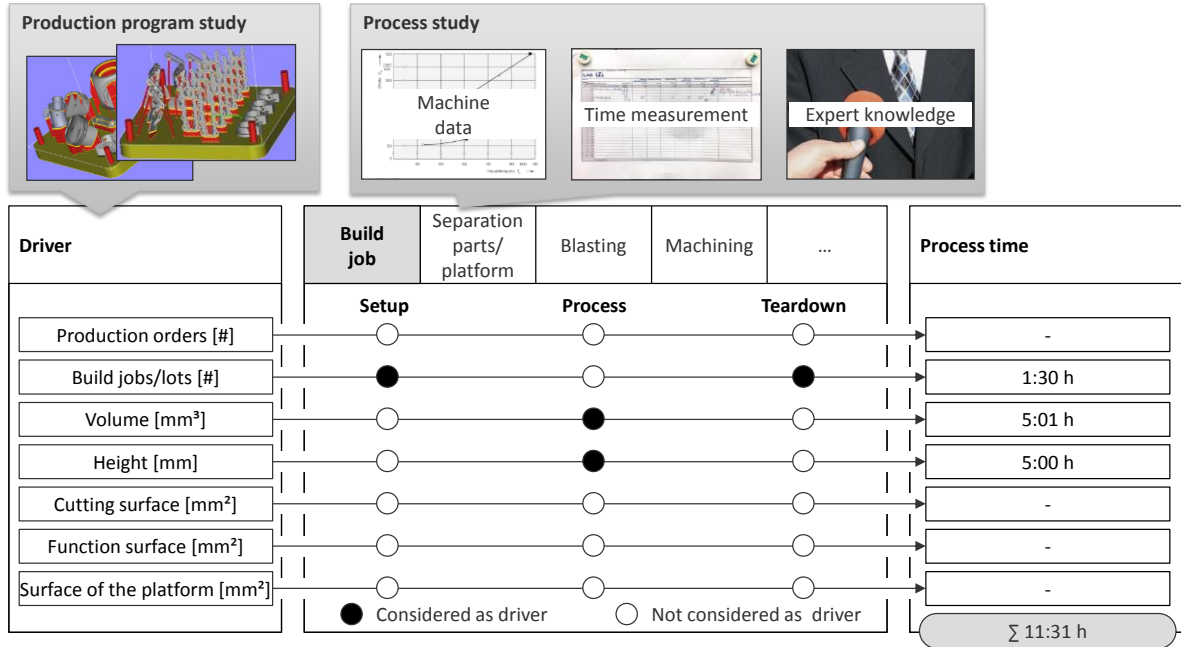 Production program study
Process study
Machine
data
Time measurement
Expert knowledge
Driver
Build
job
Separation
parts/
platform
Blasting
Machining
...
Process time
Setup
Process
Teardown
Production orders [#]
-
Build jobs/lots [#]
1:30 h
Volume [mm³]
5:01 h
Height [mm]
5:00 h
Cutting surface [mm²]
-
Function surface [mm²]
-
Surface of the platform [mm²]
-
Considered as driver
Not considered as driver
∑ 11:31 h